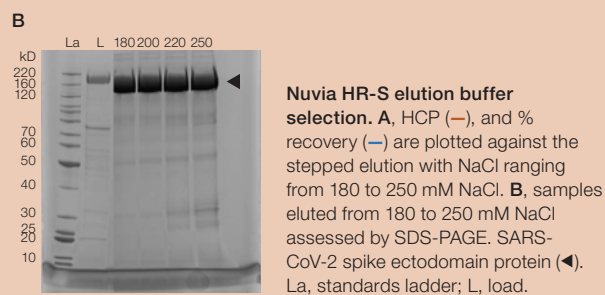 B
La L 180 200 220 250
kD
220
160
120
70
60
50
40
30
25
20
10
Nuvia HR-S elution buffer
selection. A, HCP (—), and %
recovery (—) are plotted against the
stepped elution with NaCl ranging
from 180 to 250 mM NaCl. B, samples
eluted from 180 to 250 mM NaCl
assessed by SDS-PAGE. SARS-
CoV-2 spike ectodomain protein (◄).
La, standards ladder; L, load.